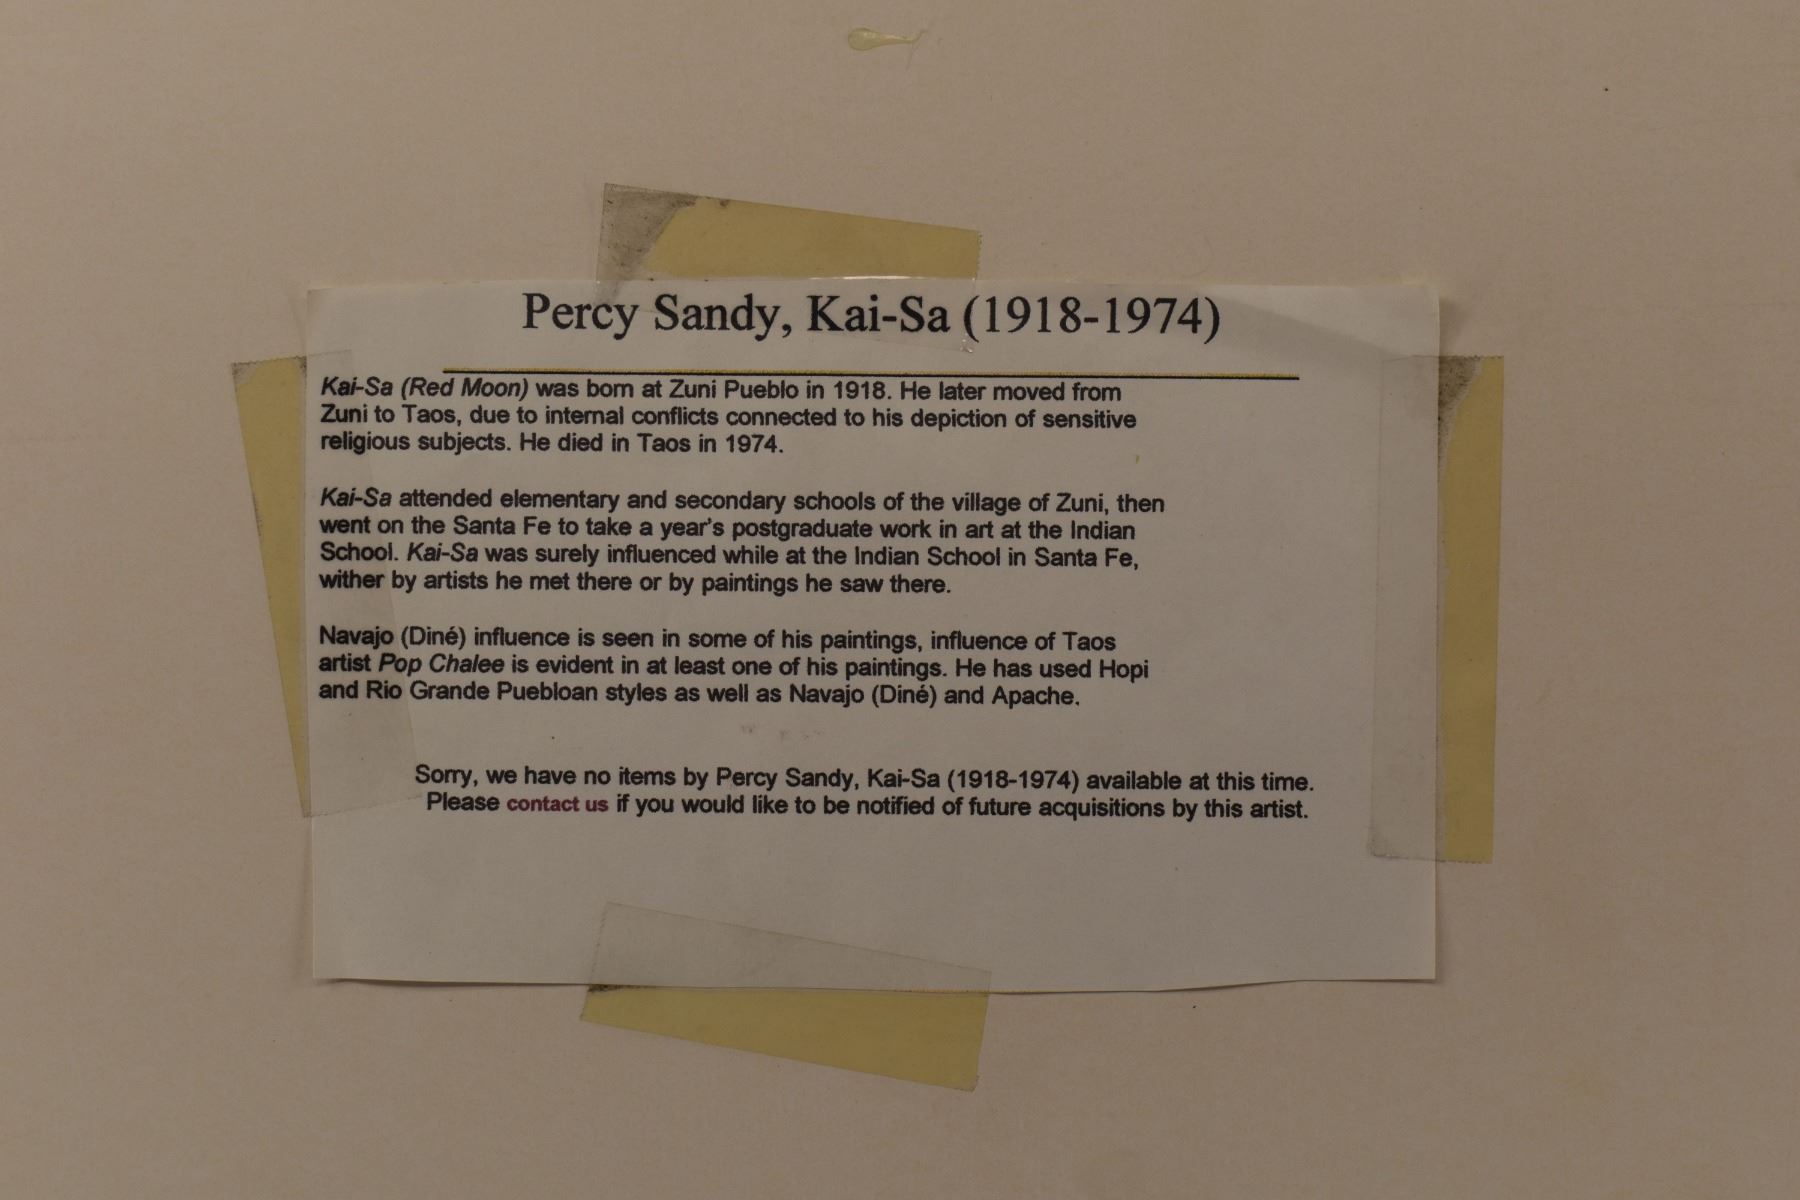 Percy Sandy, Kai-Sa (1918-1974)
Kai-Sa (Red Moon) was born at Zuni Pueblo in 1918. He later moved from
Zuni to Taos, due to internal conflicts connected to his depiction of sensitive
religious subjects. He died in Taos in 1974.
Kai-Sa attended elementary and secondary schools of the village of Zuni, then
went on the Santa Fe to take a year's postgraduate work in art at the Indian
School. Kai-Sa was surely influenced while at the Indian School in Santa Fe,
wither by artists he met there or by paintings he saw there.
Navajo (Diné) influence is seen in some of his paintings, influence of Taos
artist Pop Chalee is evident in at least one of his paintings. He has used Hopi
and Rio Grande Puebloan styles as well as Navajo (Diné) and Apache.
Sorry, we have no items by Percy Sandy, Kai-Sa (1918-1974) available at this time.
Please contact us if you would like to be notified of future acquisitions by this artist.